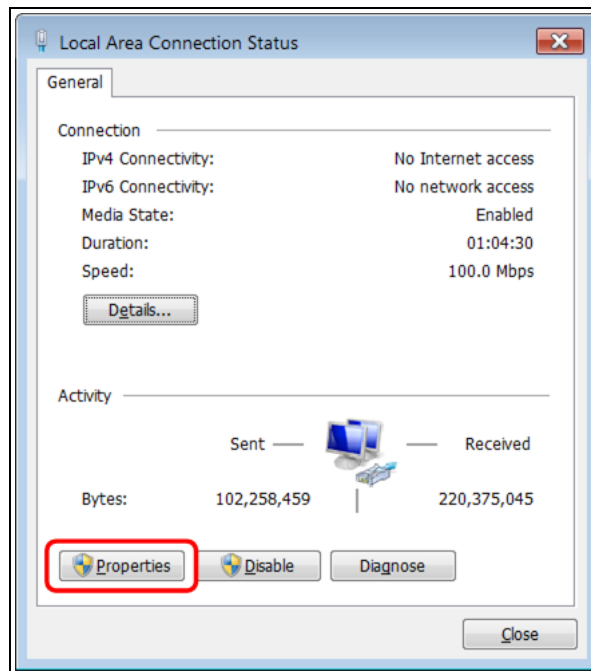 Local Area Connection Status
General
Connection
IPv4 Connectivity: No Internet access
IPv6 Connectivity: No network access
Media State: Enabled
Duration: 01:04:30
Speed: 100.0 Mbps
Details...
Activity
Sent Received
Bytes: 102,258,459 220,375,045
Properties Disable Diagnose
Close